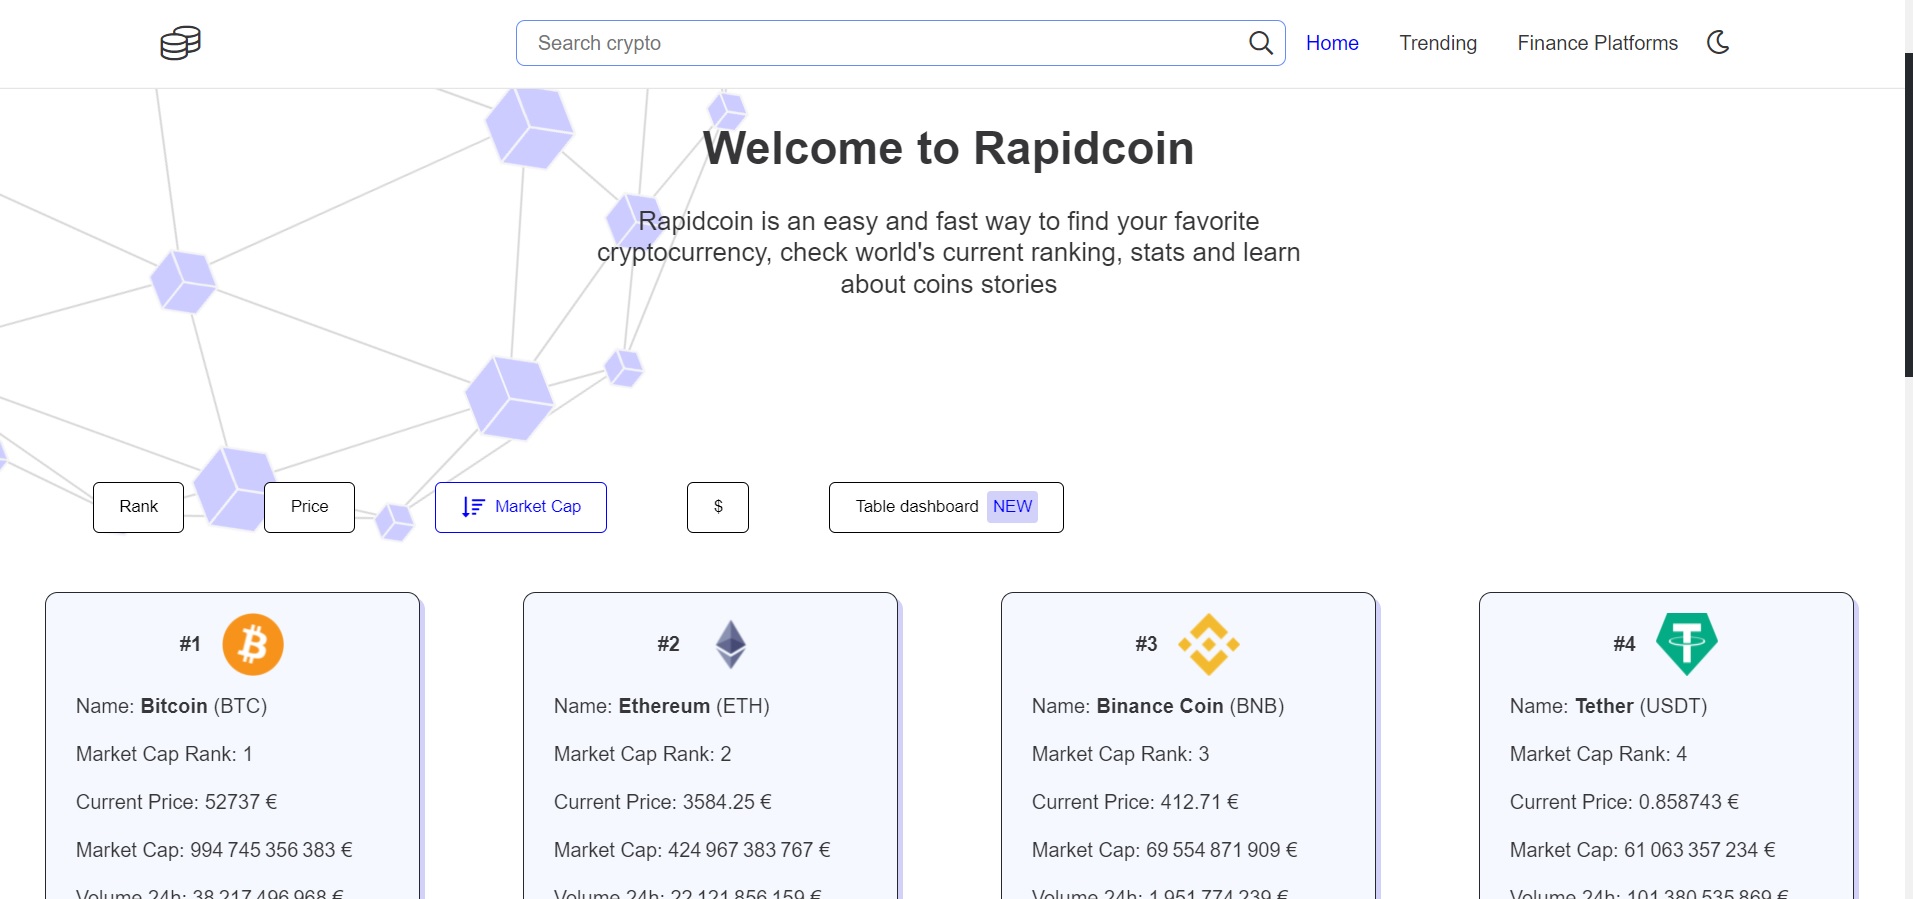 Search crypto
Home
Trending
Finance Platforms
Welcome to Rapidcoin
Rapidcoin is an easy and fast way to find your favorite
cryptocurrency, check world's current ranking, stats and learn
about coins stories
Rank
Price
Market Cap
$
Table dashboard NEW
#1
Name: Bitcoin (BTC)
Market Cap Rank: 1
Current Price: 52737 €
Market Cap: 994 745 356 383 €
Volume 24h: 38 217 496 968 €
#2
Name: Ethereum (ETH)
Market Cap Rank: 2
Current Price: 3584.25 €
Market Cap: 424 967 383 767 €
Volume 24h: 22 121 856 159 €
#3
Name: Binance Coin (BNB)
Market Cap Rank: 3
Current Price: 412.71 €
Market Cap: 69 554 871 909 €
Volume 24h: 1 951 774 239 €
#4
Name: Tether (USDT)
Market Cap Rank: 4
Current Price: 0.858743 €
Market Cap: 61 063 357 234 €
Volume 24h: 101 380 535 869 €